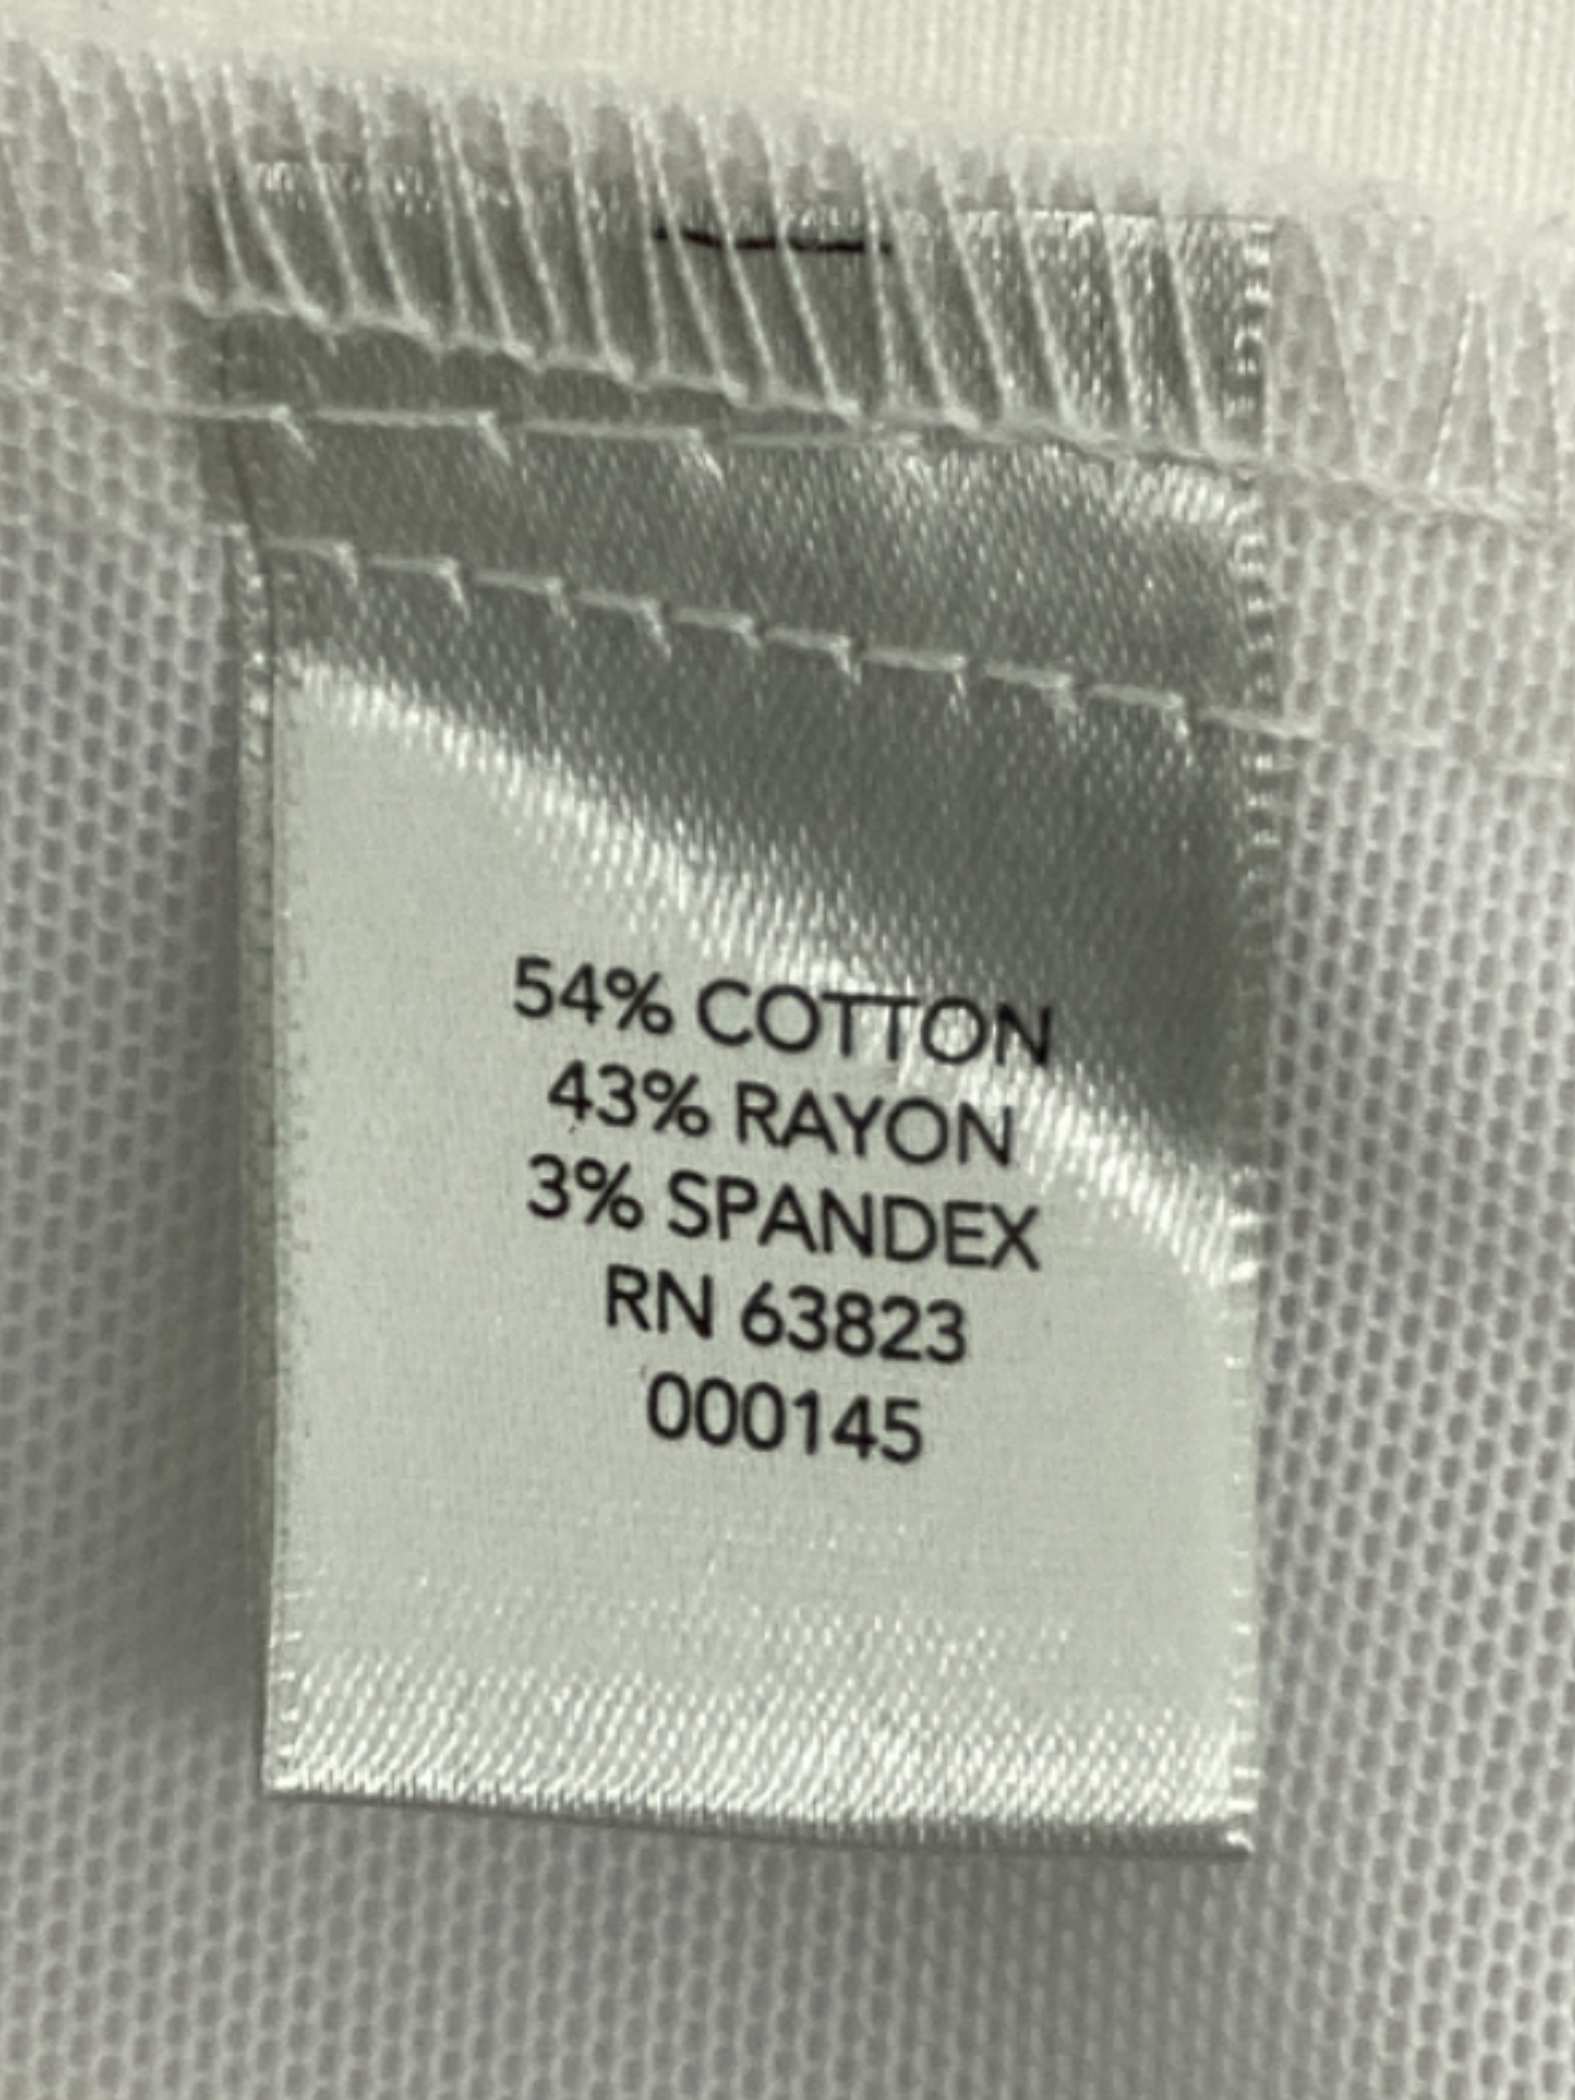 54% COTTON
43% RAYON
3% SPANDEX
RN 63823
000145